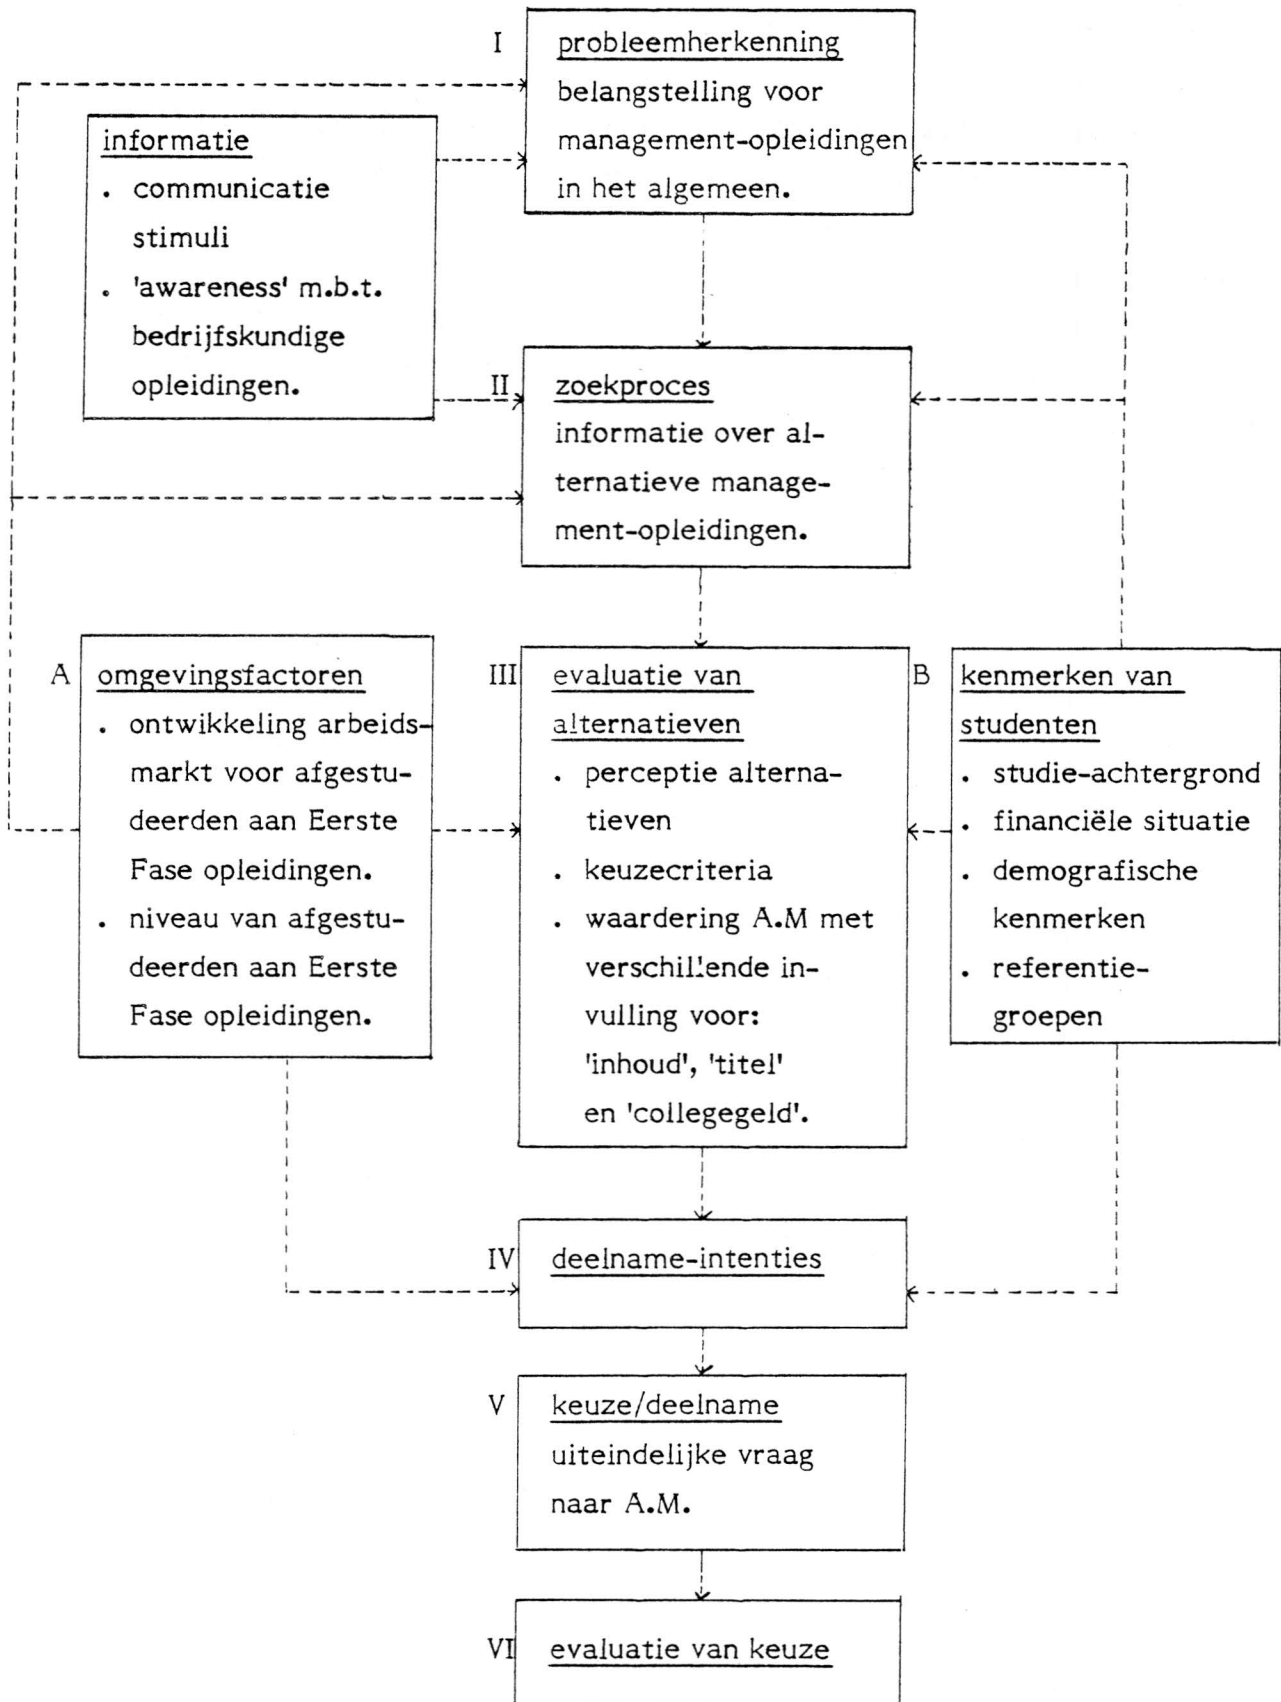 I
probleemherkenning
belangstelling voor
management-opleidingen
in het algemeen.
informatie
. communicatie
stimuli
. 'awareness' m.b.t.
bedrijfskundige
opleidingen.
II
zoekproces
informatie over al-
ternatieve manage-
ment-opleidingen.
A
omgevingsfactoren
. ontwikkeling arbeids-
markt voor afgestu-
deerden aan Eerste
Fase opleidingen.
. niveau van afgestu-
deerden aan Eerste
Fase opleidingen.
III
evaluatie van
alternatieven
. perceptie alterna-
tieven
. keuzecriteria
. waardering A.M met
verschillende in-
vulling voor:
'inhoud', 'titel'
en 'collegegeld'.
B
kenmerken van
studenten
. studie-achtergrond
. financiële situatie
. demografische
kenmerken
. referentie-
groepen
IV
deelname-intenties
V
keuze/deelname
uiteindelijke vraag
naar A.M.
VI
evaluatie van keuze